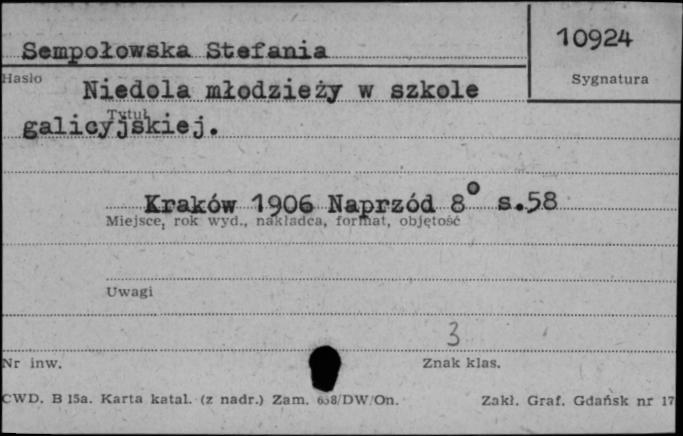 10924
Sempołowska Stefania
Hasło
Sygnatura
Niedola młodzieży w szkole
Tytuł
galicyjskiej.
Kraków 1906 Naprzód 8° s.58
Miejsce, rok wyd., nakładca, format, objętość
Uwagi
3
Nr inw.
Znak klas.
CWD. B 15a. Karta katal. (z nadr.) Zam. 638/DW/On.
Zakł. Graf. Gdańsk nr 17